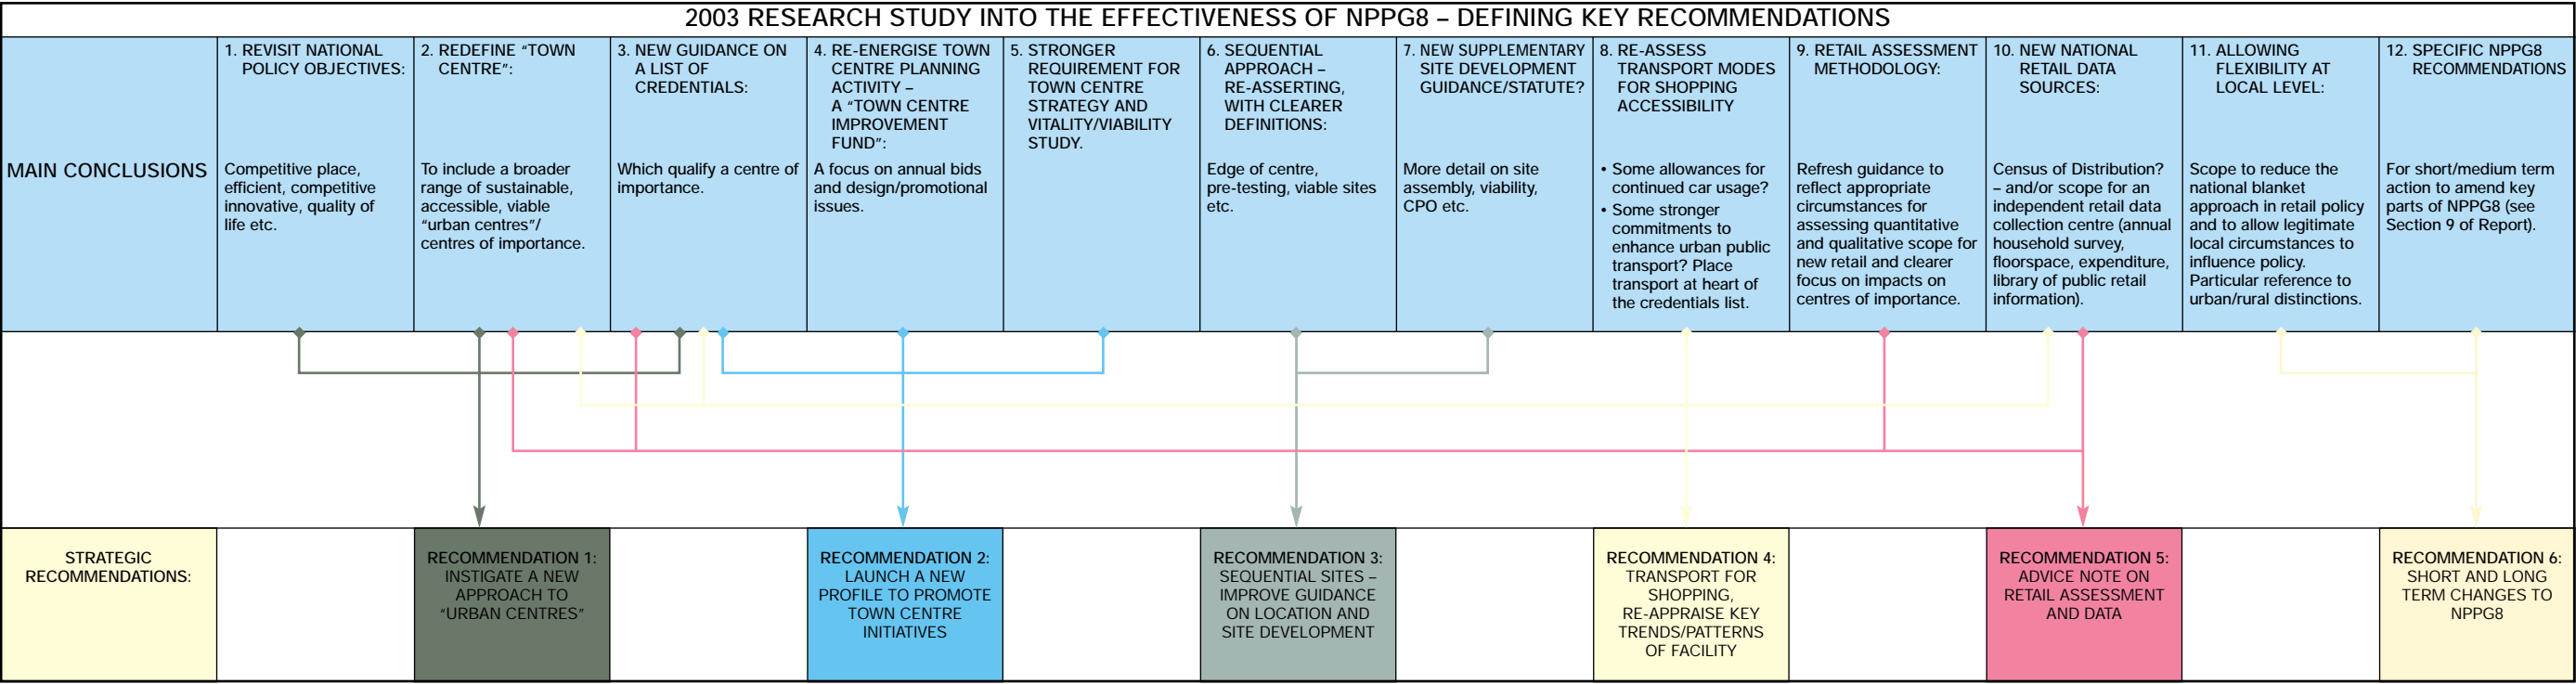 2003 RESEARCH STUDY INTO THE EFFECTIVENESS OF NPPG8 – DEFINING KEY RECOMMENDATIONS
MAIN CONCLUSIONS
1. REVISIT NATIONAL
POLICY OBJECTIVES:
Competitive place,
efficient, competitive
innovative, quality of
life etc.
2. REDEFINE “TOWN
CENTRE”:
To include a broader
range of sustainable,
accessible, viable
“urban centres”/
centres of importance.
3. NEW GUIDANCE ON
A LIST OF
CREDENTIALS:
Which qualify a centre of
importance.
4. RE-ENERGISE TOWN
CENTRE PLANNING
ACTIVITY –
A “TOWN CENTRE
IMPROVEMENT
FUND”:
A focus on annual bids
and design/promotional
issues.
5. STRONGER
REQUIREMENT FOR
TOWN CENTRE
STRATEGY AND
VITALITY/VIABILITY
STUDY.
6. SEQUENTIAL
APPROACH –
RE-ASSERTING,
WITH CLEARER
DEFINITIONS:
Edge of centre,
pre-testing, viable sites
etc.
7. NEW SUPPLEMENTARY
SITE DEVELOPMENT
GUIDANCE/STATUTE?
More detail on site
assembly, viability,
CPO etc.
8. RE-ASSESS
TRANSPORT MODES
FOR SHOPPING
ACCESSIBILITY
• Some allowances for
continued car usage?
• Some stronger
commitments to
enhance urban public
transport? Place
transport at heart of
the credentials list.
9. RETAIL ASSESSMENT
METHODOLOGY:
Refresh guidance to
reflect appropriate
circumstances for
assessing quantitative
and qualitative scope for
new retail and clearer
focus on impacts on
centres of importance.
10. NEW NATIONAL
RETAIL DATA
SOURCES:
Census of Distribution?
– and/or scope for an
independent retail data
collection centre (annual
household survey,
floorspace, expenditure,
library of public retail
information).
11. ALLOWING
FLEXIBILITY AT
LOCAL LEVEL:
Scope to reduce the
national blanket
approach in retail policy
and to allow legitimate
local circumstances to
influence policy.
Particular reference to
urban/rural distinctions.
12. SPECIFIC NPPG8
RECOMMENDATIONS
For short/medium term
action to amend key
parts of NPPG8 (see
Section 9 of Report).
STRATEGIC
RECOMMENDATIONS:
RECOMMENDATION 1:
INSTIGATE A NEW
APPROACH TO
“URBAN CENTRES”
RECOMMENDATION 2:
LAUNCH A NEW
PROFILE TO PROMOTE
TOWN CENTRE
INITIATIVES
RECOMMENDATION 3:
SEQUENTIAL SITES –
IMPROVE GUIDANCE
ON LOCATION AND
SITE DEVELOPMENT
RECOMMENDATION 4:
TRANSPORT FOR
SHOPPING,
RE-APPRAISE KEY
TRENDS/PATTERNS
OF FACILITY
RECOMMENDATION 5:
ADVICE NOTE ON
RETAIL ASSESSMENT
AND DATA
RECOMMENDATION 6:
SHORT AND LONG
TERM CHANGES TO
NPPG8